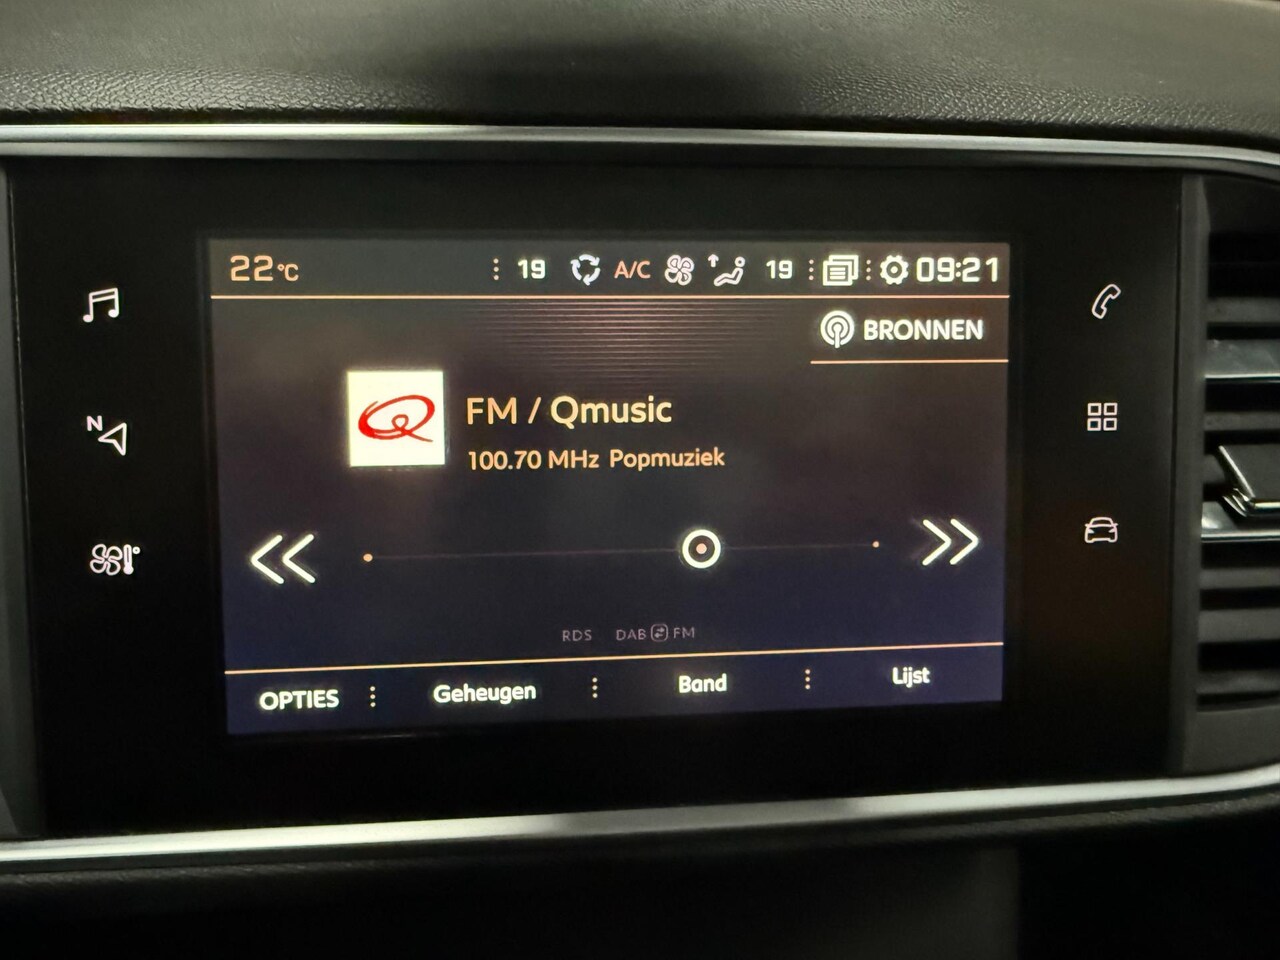 22°C 19 A/C 19 09:21
BRONNEN
FM / Qmusic
100.70 MHz Popmuziek
N
RDS DAB FM
OPTIES Geheugen Band Lijst